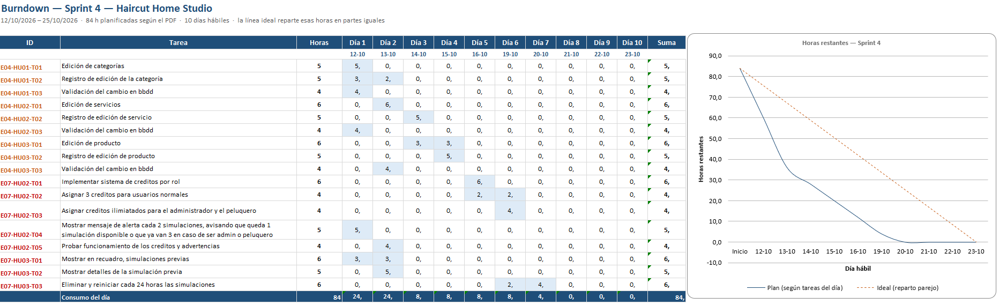 Burndown — Sprint 4 — Haircut Home Studio
12/10/2026 – 25/10/2026 · 84 h planificadas según el PDF · 10 días hábiles · la línea ideal reparte esas horas en partes iguales
ID Tarea Horas Día 1 Día 2 Día 3 Día 4 Día 5 Día 6 Día 7 Día 8 Día 9 Día 10 Suma
12-10 13-10 14-10 15-10 16-10 19-10 20-10 21-10 22-10 23-10
E04-HU01-T01 Edición de categorías 5 5, 0, 0, 0, 0, 0, 0, 0, 0, 0, 5,
E04-HU01-T02 Registro de edición de la categoría 5 3, 2, 0, 0, 0, 0, 0, 0, 0, 0, 5,
E04-HU01-T03 Validación del cambio en bbdd 4 4, 0, 0, 0, 0, 0, 0, 0, 0, 0, 4,
E04-HU02-T01 Edición de servicios 6 0, 6, 0, 0, 0, 0, 0, 0, 0, 0, 6,
E04-HU02-T02 Registro de edición de servicio 5 0, 0, 5, 0, 0, 0, 0, 0, 0, 0, 5,
E04-HU02-T03 Validación del cambio en bbdd 4 4, 0, 0, 0, 0, 0, 0, 0, 0, 0, 4,
E04-HU03-T01 Edición de producto 6 0, 0, 3, 3, 0, 0, 0, 0, 0, 0, 6,
E04-HU03-T02 Registro de edición de producto 5 0, 0, 0, 5, 0, 0, 0, 0, 0, 0, 5,
E04-HU03-T03 Validación del cambio en bbdd 4 0, 4, 0, 0, 0, 0, 0, 0, 0, 0, 4,
E07-HU02-T01 Implementar sistema de creditos por rol 6 0, 0, 0, 0, 6, 0, 0, 0, 0, 0, 6,
E07-HU02-T02 Asignar 3 creditos para usuarios normales 4 0, 0, 0, 0, 2, 2, 0, 0, 0, 0, 4,
E07-HU02-T03 Asignar creditos ilimiatados para el administrador y el peluquero 4 0, 0, 0, 0, 0, 4, 0, 0, 0, 0, 4,
Mostrar mensaje de alerta cada 2 simulaciones, avisando que queda 1
E07-HU02-T04 simulación disponible o que ya van 3 en caso de ser admin o peluquero 5 5, 0, 0, 0, 0, 0, 0, 0, 0, 0, 5,
E07-HU02-T05 Probar funcionamiento de los creditos y advertencias 4 0, 4, 0, 0, 0, 0, 0, 0, 0, 0, 4,
E07-HU03-T01 Mostrar en recuadro, simulaciones previas 6 3, 3, 0, 0, 0, 0, 0, 0, 0, 0, 6,
E07-HU03-T02 Mostrar detalles de la simulación previa 5 0, 5, 0, 0, 0, 0, 0, 0, 0, 0, 5,
E07-HU03-T03 Eliminar y reiniciar cada 24 horas las simulaciones 6 0, 0, 0, 0, 0, 2, 4, 0, 0, 0, 6,
Consumo del día 84 24, 24, 8, 8, 8, 8, 4, 0, 0, 0, 84,
Horas restantes — Sprint 4
90,0
80,0
70,0
60,0
50,0
40,0
30,0
20,0
10,0
0,0
-10,0
Horas restantes
Inicio 12-10 13-10 14-10 15-10 16-10 19-10 20-10 21-10 22-10 23-10
Día hábil
Plan (según tareas del día) Ideal (reparto parejo)